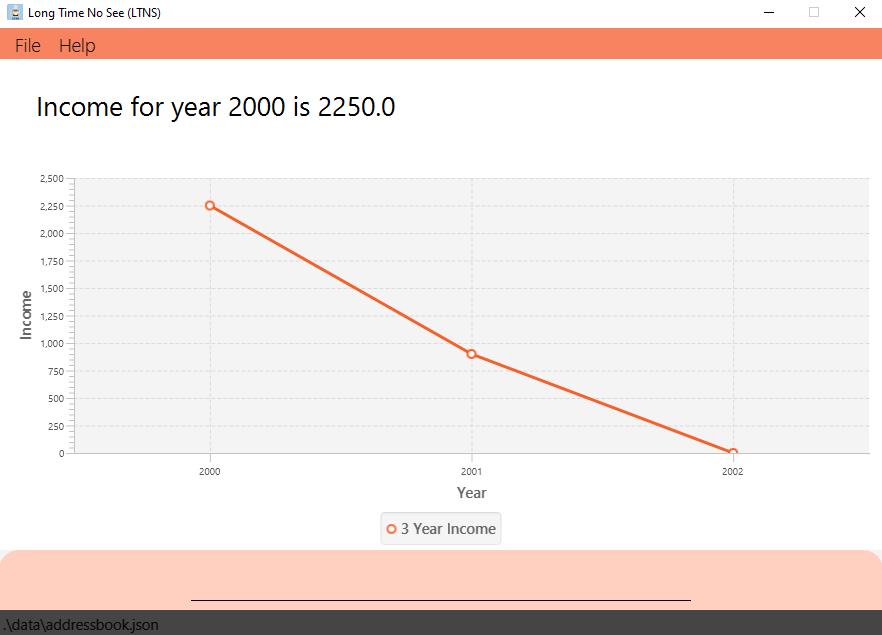 Long Time No See (LTNS)
File Help
Income for year 2000 is 2250.0
2,500
2,250
2,000
1,750
1,500
1,250
1,000
750
500
250
0
Income
2000 2001 2002
Year
3 Year Income
.\data\addressbook.json